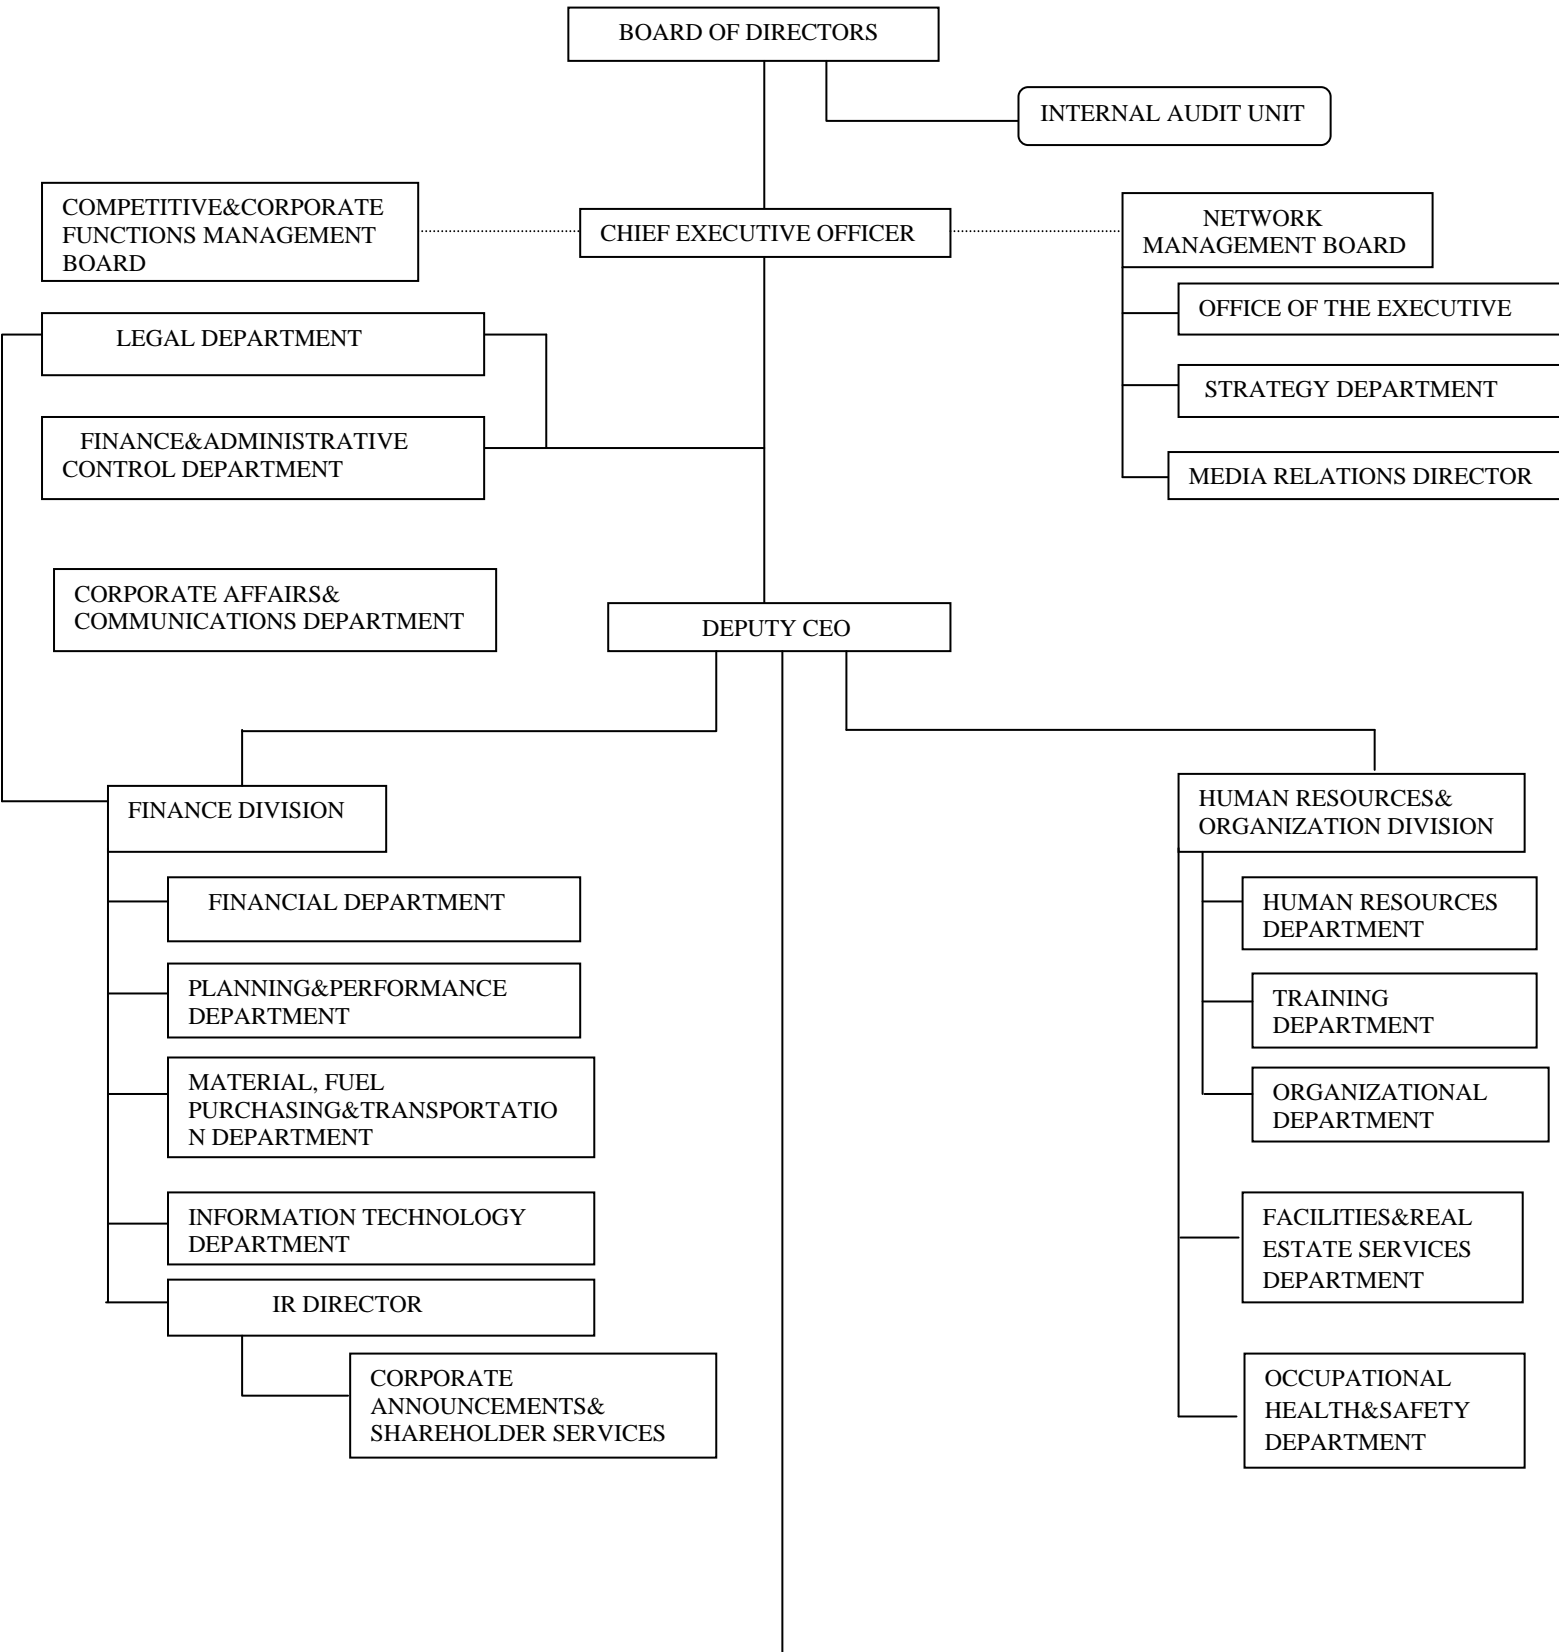 BOARD OF DIRECTORS
INTERNAL AUDIT UNIT
COMPETITIVE&CORPORATE
FUNCTIONS MANAGEMENT
BOARD
CHIEF EXECUTIVE OFFICER
NETWORK
MANAGEMENT BOARD
OFFICE OF THE EXECUTIVE
LEGAL DEPARTMENT
STRATEGY DEPARTMENT
FINANCE&ADMINISTRATIVE
CONTROL DEPARTMENT
MEDIA RELATIONS DIRECTOR
CORPORATE AFFAIRS&
COMMUNICATIONS DEPARTMENT
DEPUTY CEO
FINANCE DIVISION
HUMAN RESOURCES&
ORGANIZATION DIVISION
FINANCIAL DEPARTMENT
HUMAN RESOURCES
DEPARTMENT
PLANNING&PERFORMANCE
DEPARTMENT
TRAINING
DEPARTMENT
MATERIAL, FUEL
PURCHASING&TRANSPORTATIO
N DEPARTMENT
ORGANIZATIONAL
DEPARTMENT
INFORMATION TECHNOLOGY
DEPARTMENT
FACILITIES&REAL
ESTATE SERVICES
DEPARTMENT
IR DIRECTOR
CORPORATE
ANNOUNCEMENTS&
SHAREHOLDER SERVICES
OCCUPATIONAL
HEALTH&SAFETY
DEPARTMENT